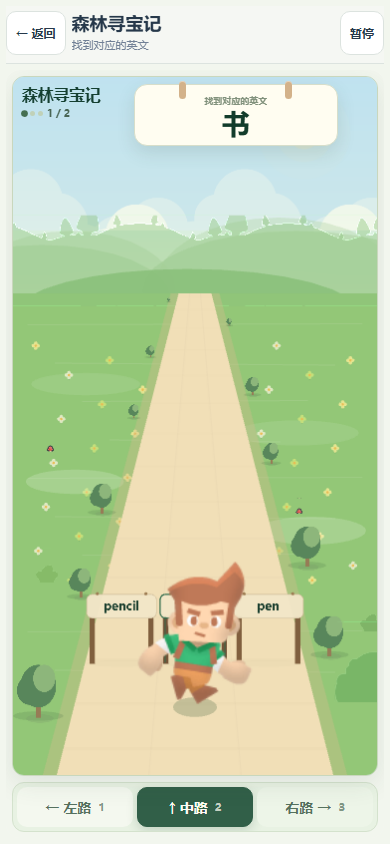 ← 返回
森林寻宝记
找到对应的英文
暂停
森林寻宝记
1 / 2
找到对应的英文
书
pencil
pen
← 左路 1
↑ 中路 2
右路 → 3